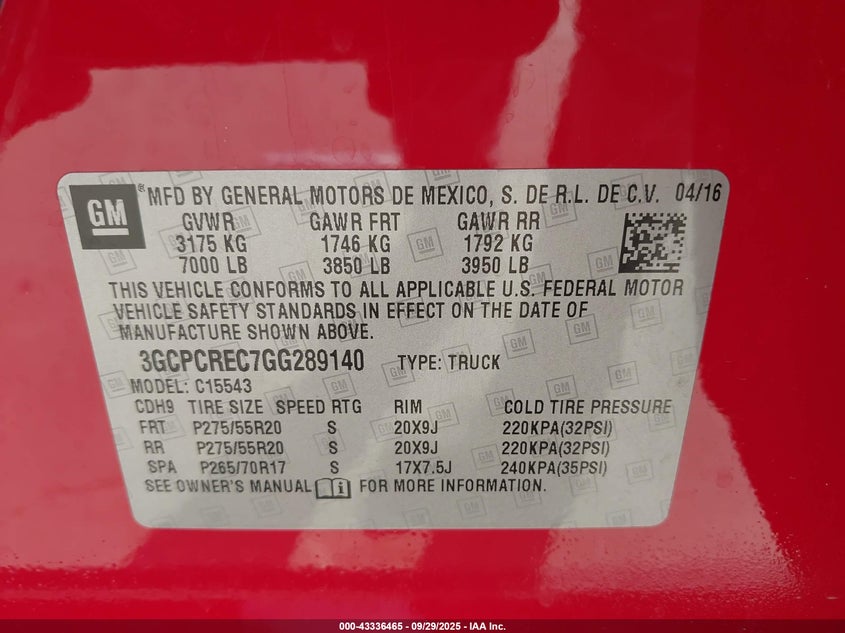 GM ® MFD BY GENERAL MOTORS DE MEXICO, S. DE R.L. DE C.V. 04/16
GVWR GAWR FRT GAWR RR
3175 KG 1746 KG 1792 KG
7000 LB 3850 LB 3950 LB
THIS VEHICLE CONFORMS TO ALL APPLICABLE U.S. FEDERAL MOTOR
VEHICLE SAFETY STANDARDS IN EFFECT ON THE DATE OF
MANUFACTURE SHOWN ABOVE.
3GCPCREC7GG289140 TYPE: TRUCK
MODEL: C15543
CDH9 TIRE SIZE SPEED RTG RIM COLD TIRE PRESSURE
FRT P275/55R20 S 20X9J 220KPA(32PSI)
RR P275/55R20 S 20X9J 220KPA(32PSI)
SPA P265/70R17 S 17X7.5J 240KPA(35PSI)
SEE OWNER'S MANUAL FOR MORE INFORMATION.
000-43336465 - 09/29/2025 - IAA Inc.